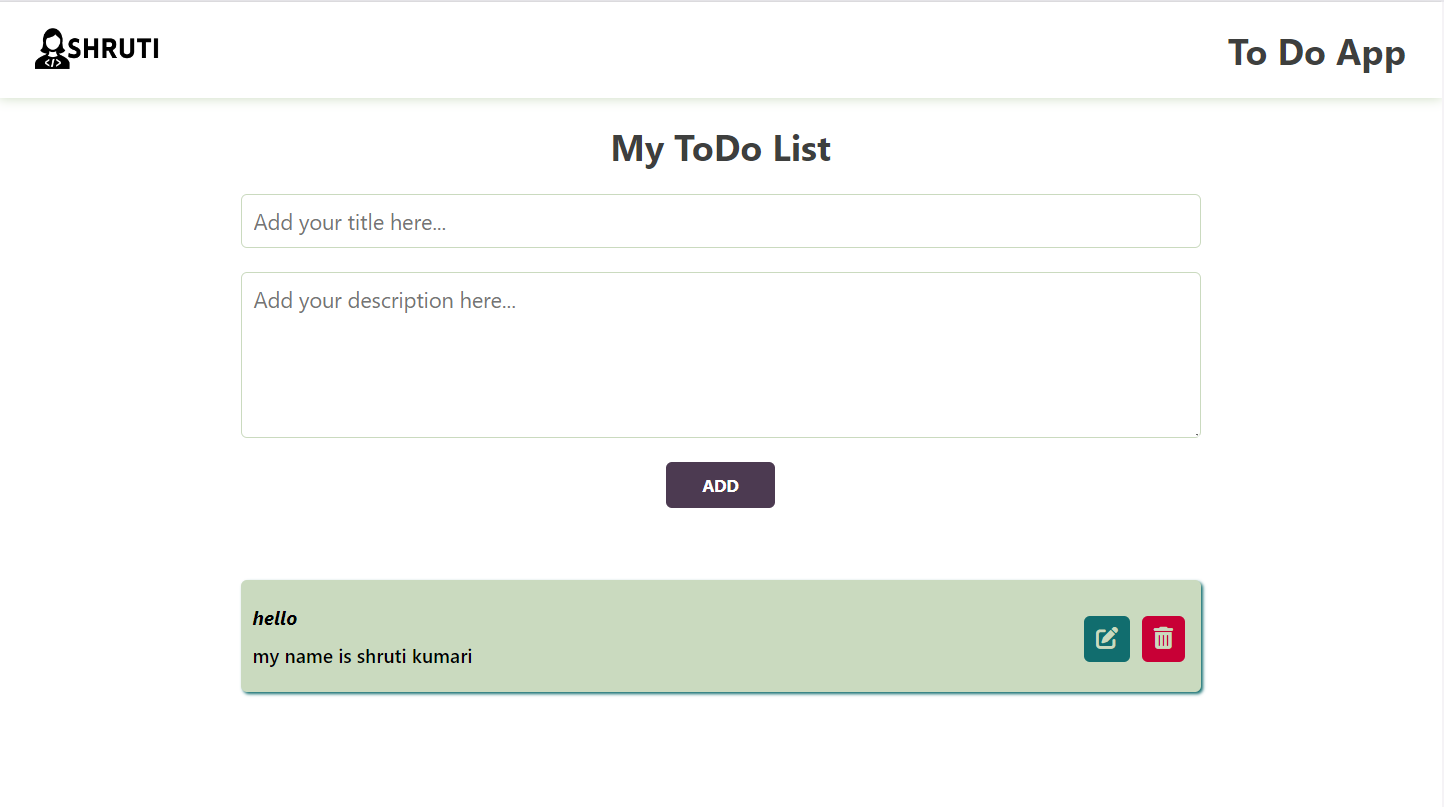 SHRUTI
To Do App
My ToDo List
Add your title here...
Add your description here...
ADD
hello
my name is shruti kumari